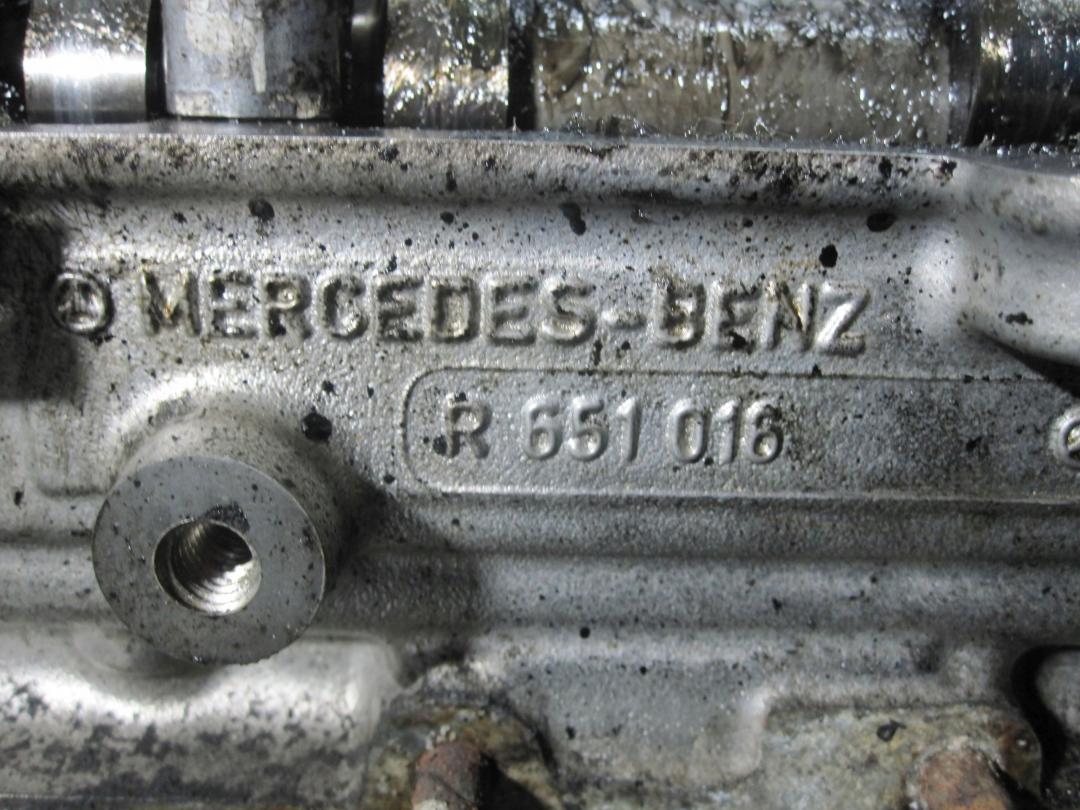 MERCEDES-BENZ
R 651 016